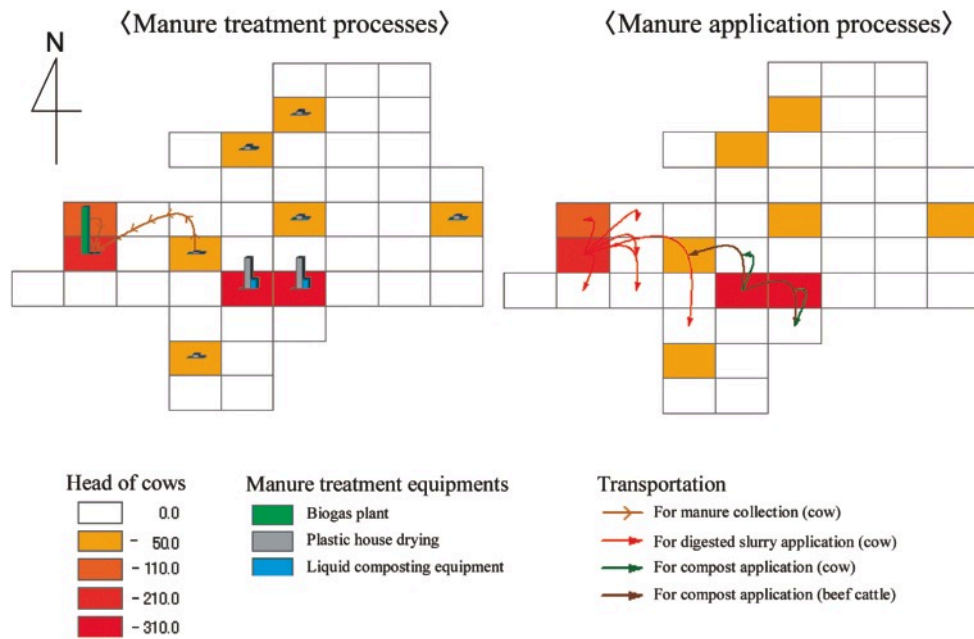 〈Manure treatment processes〉
〈Manure application processes〉
N
Head of cows
0.0
- 50.0
-110.0
-210.0
-310.0
Manure treatment equipments
Biogas plant
Plastic house drying
Liquid composting equipment
Transportation
For manure collection (cow)
For digested slurry application (cow)
For compost application (cow)
For compost application (beef cattle)